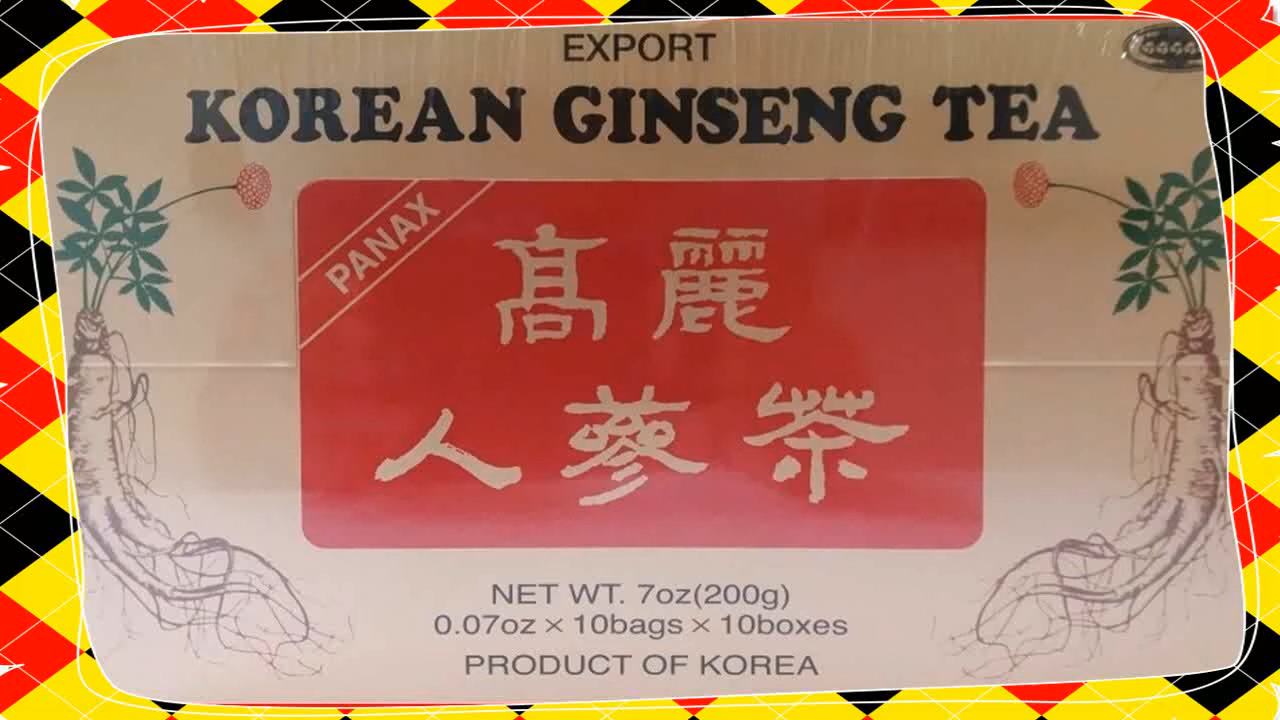 EXPORT
KOREAN GINSENG TEA
PANAX
髙麗
人蔘茶
NET WT. 7oz(200g)
0.07oz × 10bags × 10boxes
PRODUCT OF KOREA